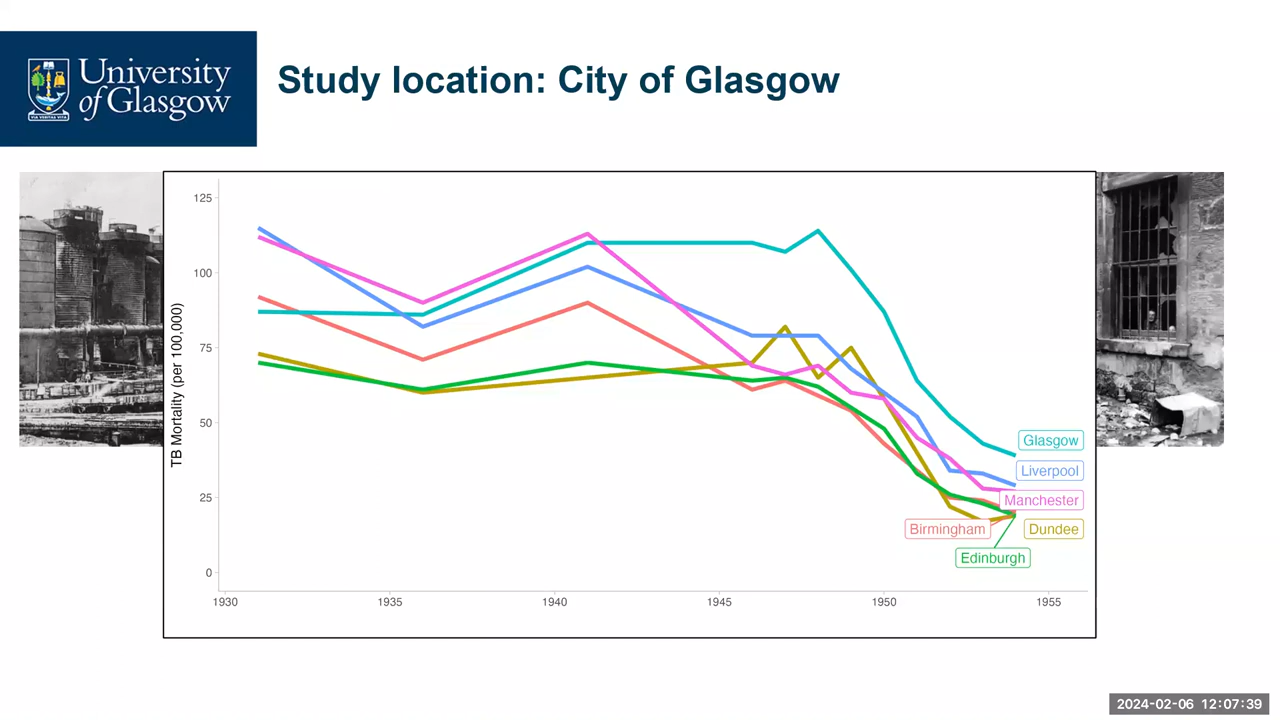 University
of Glasgow
VIA VERITAS VITA
Study location: City of Glasgow
TB Mortality (per 100,000)
125
100
75
50
25
0
1930
1935
1940
1945
1950
1955
Glasgow
Liverpool
Manchester
Birmingham
Dundee
Edinburgh
2024-02-06 12:07:39